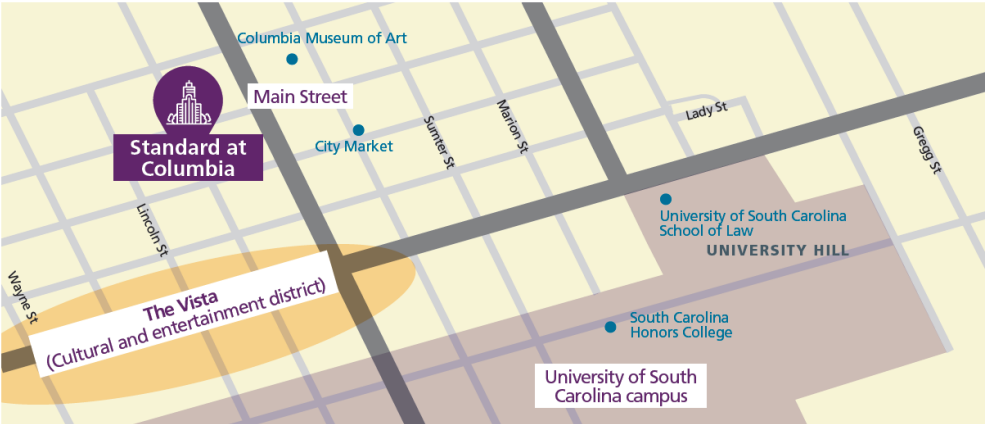 Columbia Museum of Art
Main Street
Standard at
Columbia
City Market
Sumter St
Marion St
Lady St
Gregg St
Lincoln St
Wayne St
University of South Carolina
School of Law
UNIVERSITY HILL
The Vista
(Cultural and entertainment district)
South Carolina
Honors College
University of South
Carolina campus